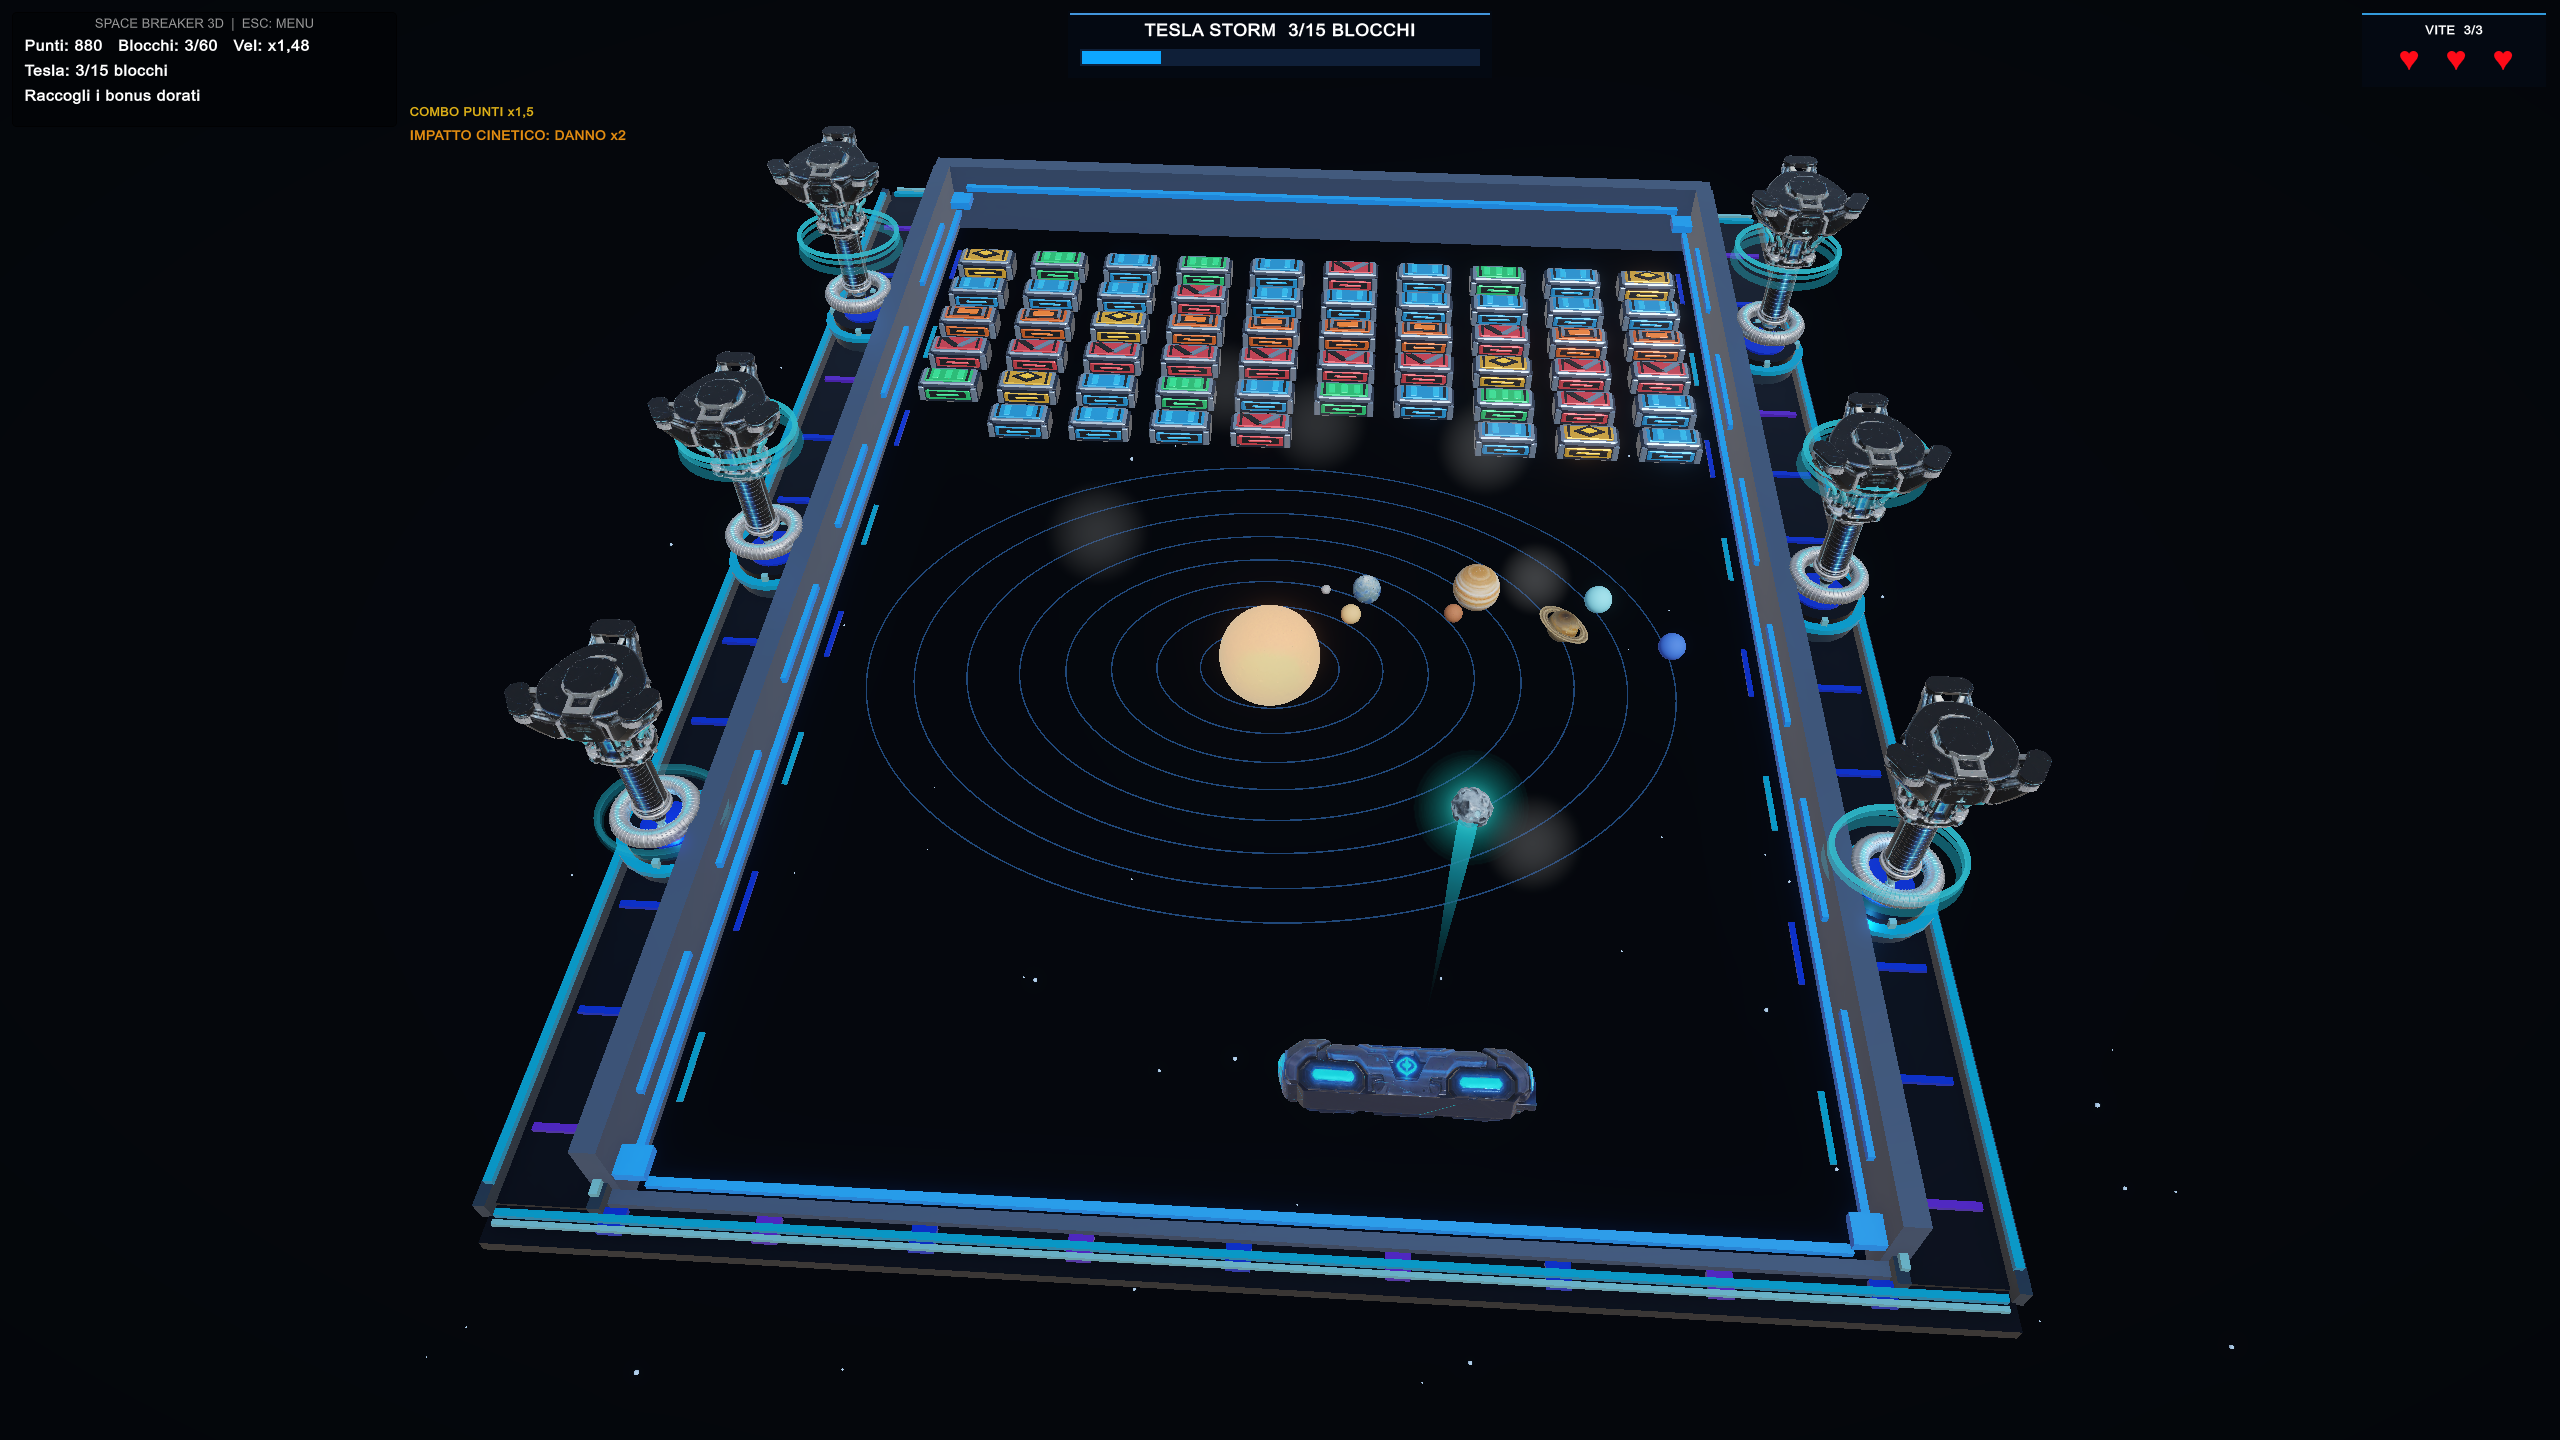 SPACE BREAKER 3D | ESC: MENU
Punti: 880 Blocchi: 3/60 Vel: x1,48
Tesla: 3/15 blocchi
Raccogli i bonus dorati
COMBO PUNTI x1,5
IMPATTO CINETICO: DANNO x2
TESLA STORM 3/15 BLOCCHI
VITE 3/3